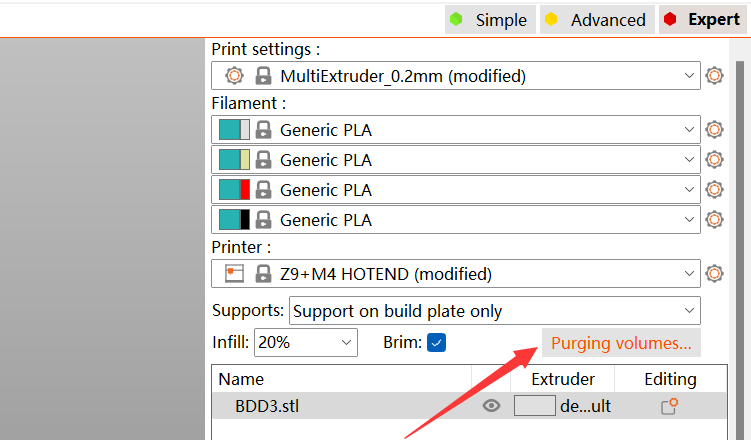 Simple Advanced Expert
Print settings :
MultiExtruder_0.2mm (modified)
Filament :
Generic PLA
Generic PLA
Generic PLA
Generic PLA
Printer :
Z9+M4 HOTEND (modified)
Supports: Support on build plate only
Infill: 20% Brim: Purging volumes...
Name Extruder Editing
BDD3.stl de...ult